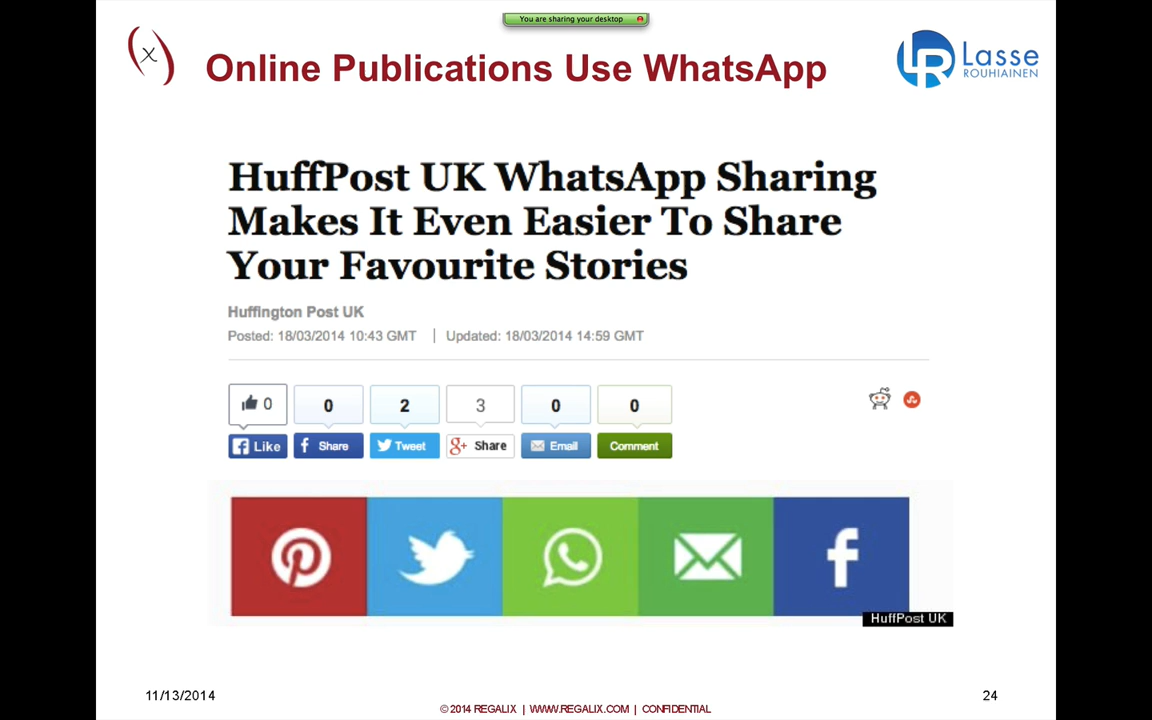 You are sharing your desktop
x
Online Publications Use WhatsApp
LR Lasse
ROUHIAINEN
HuffPost UK WhatsApp Sharing
Makes It Even Easier To Share
Your Favourite Stories
Huffington Post UK
Posted: 18/03/2014 10:43 GMT | Updated: 18/03/2014 14:59 GMT
0 0 2 3 0 0
f Like f Share Tweet g+ Share Email Comment
f
HuffPost UK
11/13/2014
24
© 2014 REGALIX | WWW.REGALIX.COM | CONFIDENTIAL